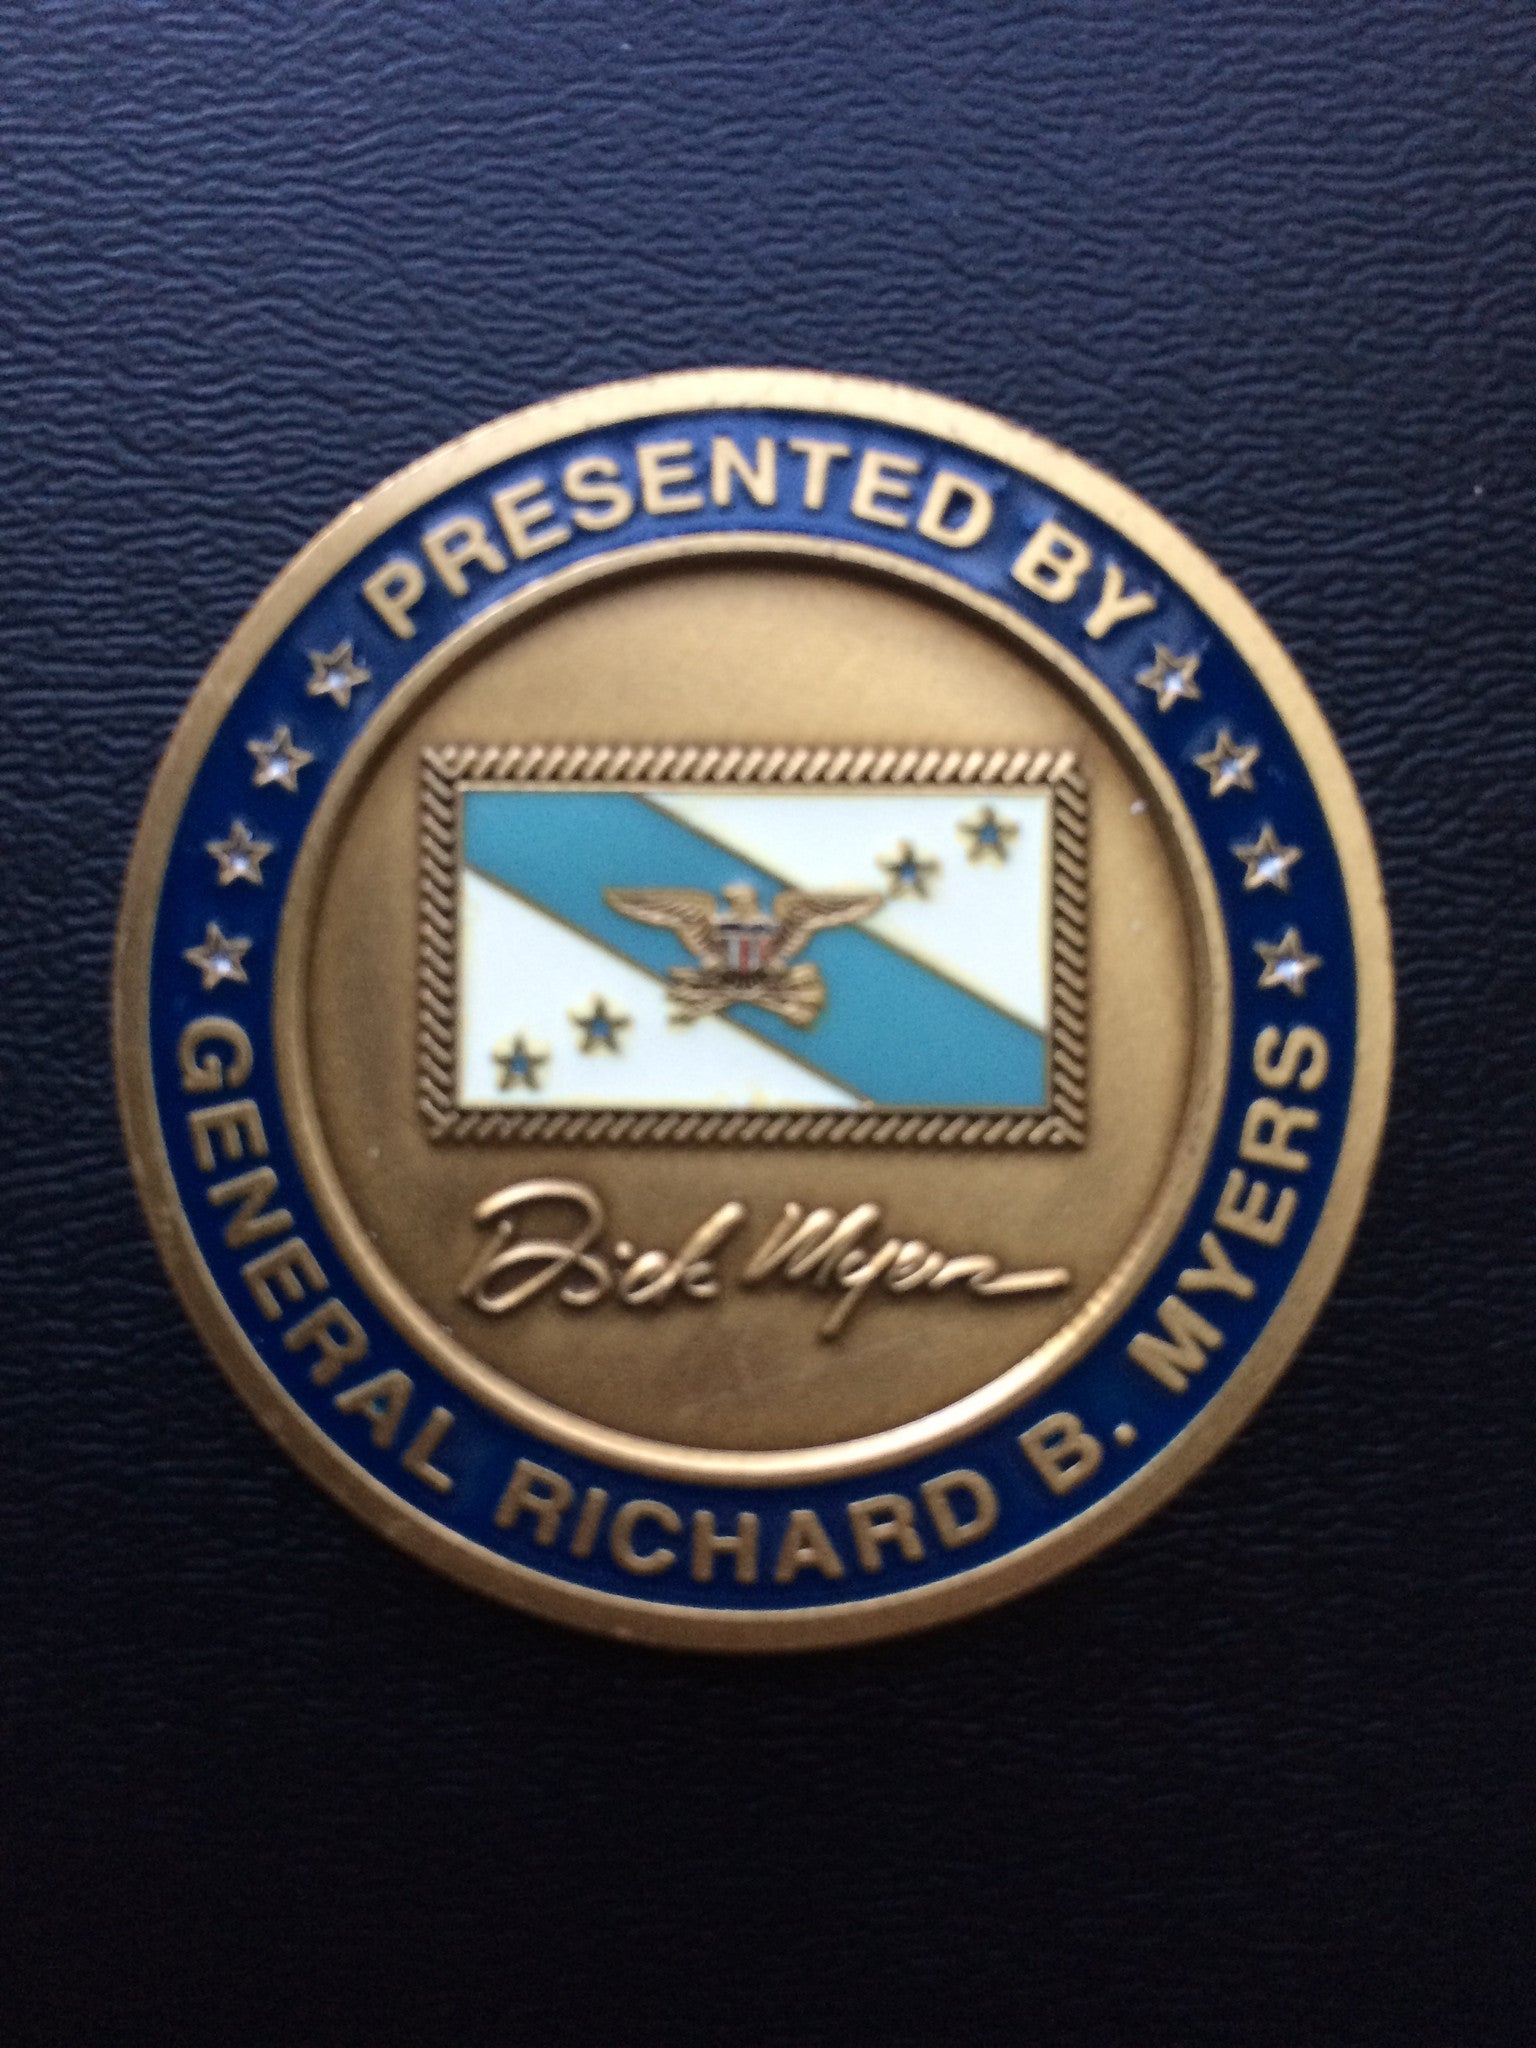 PRESENTED BY
Dick Myers
GENERAL RICHARD B. MYERS